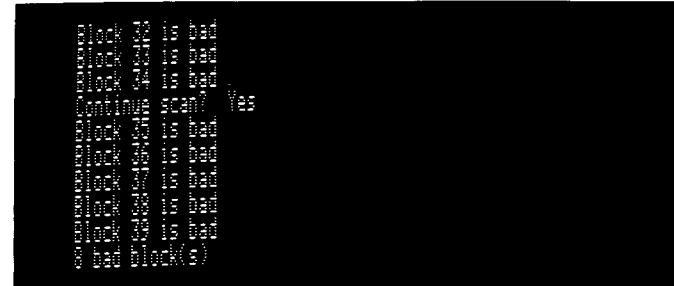 Block 32 is bad
Block 33 is bad
Block 34 is bad
Continue scan? Yes
Block 35 is bad
Block 36 is bad
Block 37 is bad
Block 38 is bad
Block 39 is bad
8 bad block(s)